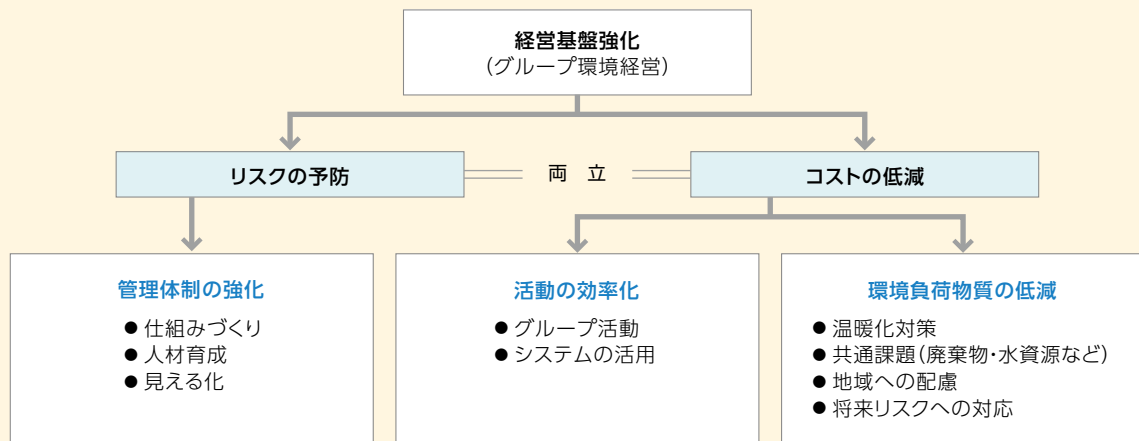 経営基盤強化
(グループ環境経営)
リスクの予防
両 立
コストの低減
管理体制の強化
● 仕組みづくり
● 人材育成
● 見える化
活動の効率化
● グループ活動
● システムの活用
環境負荷物質の低減
● 温暖化対策
● 共通課題(廃棄物・水資源など)
● 地域への配慮
● 将来リスクへの対応